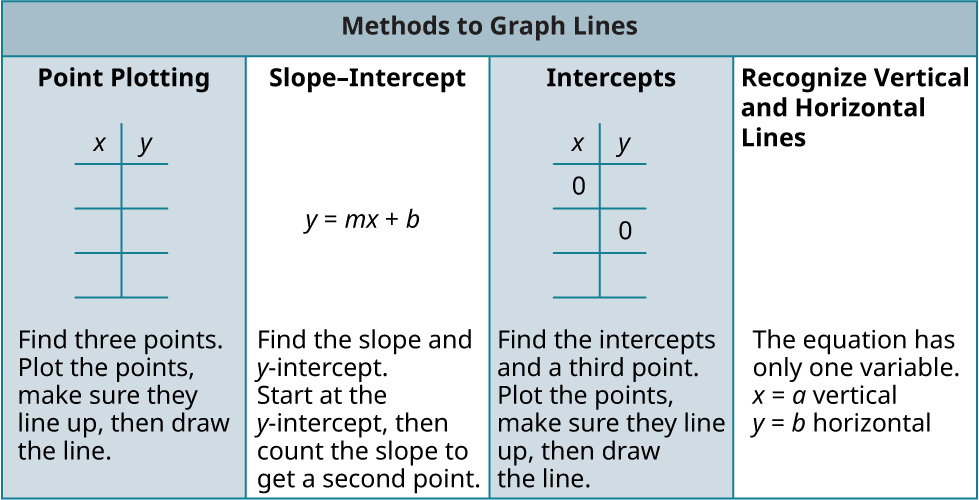 Methods to Graph Lines
Point Plotting
x y
Find three points.
Plot the points,
make sure they
line up, then draw
the line.
Slope–Intercept
y = mx + b
Find the slope and
y-intercept.
Start at the
y-intercept, then
count the slope to
get a second point.
Intercepts
x y
0
0
Find the intercepts
and a third point.
Plot the points,
make sure they line
up, then draw
the line.
Recognize Vertical
and Horizontal
Lines
The equation has
only one variable.
x = a vertical
y = b horizontal